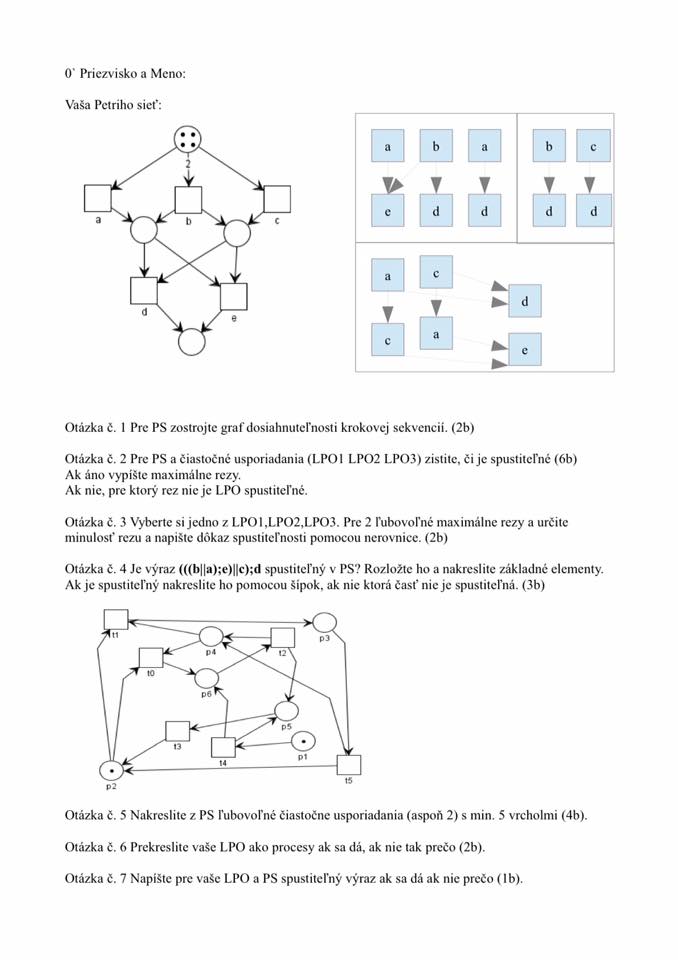 0` Priezvisko a Meno:
Vaša Petriho sieť:
2
a
b
c
d
e
a b a
e d d
b c
d d
a c
d
c a
e
Otázka č. 1 Pre PS zostrojte graf dosiahnuteľnosti krokovej sekvencií. (2b)
Otázka č. 2 Pre PS a čiastočné usporiadania (LPO1 LPO2 LPO3) zistite, či je spustiteľné (6b)
Ak áno vypíšte maximálne rezy.
Ak nie, pre ktorý rez nie je LPO spustiteľné.
Otázka č. 3 Vyberte si jedno z LPO1,LPO2,LPO3. Pre 2 ľubovoľné maximálne rezy a určite
minulosť rezu a napište dôkaz spustiteľnosti pomocou nerovnice. (2b)
Otázka č. 4 Je výraz (((b||a);e)||c);d spustiteľný v PS? Rozložte ho a nakreslite základné elementy.
Ak je spustiteľný nakreslite ho pomocou šípok, ak nie ktorá časť nie je spustiteľná. (3b)
t1
p4
t2
p3
t0
p6
p5
t3
t4
p1
p2
t5
Otázka č. 5 Nakreslite z PS ľubovoľné čiastočne usporiadania (aspoň 2) s min. 5 vrcholmi (4b).
Otázka č. 6 Prekreslite vaše LPO ako procesy ak sa dá, ak nie tak prečo (2b).
Otázka č. 7 Napíšte pre vaše LPO a PS spustiteľný výraz ak sa dá ak nie prečo (1b).